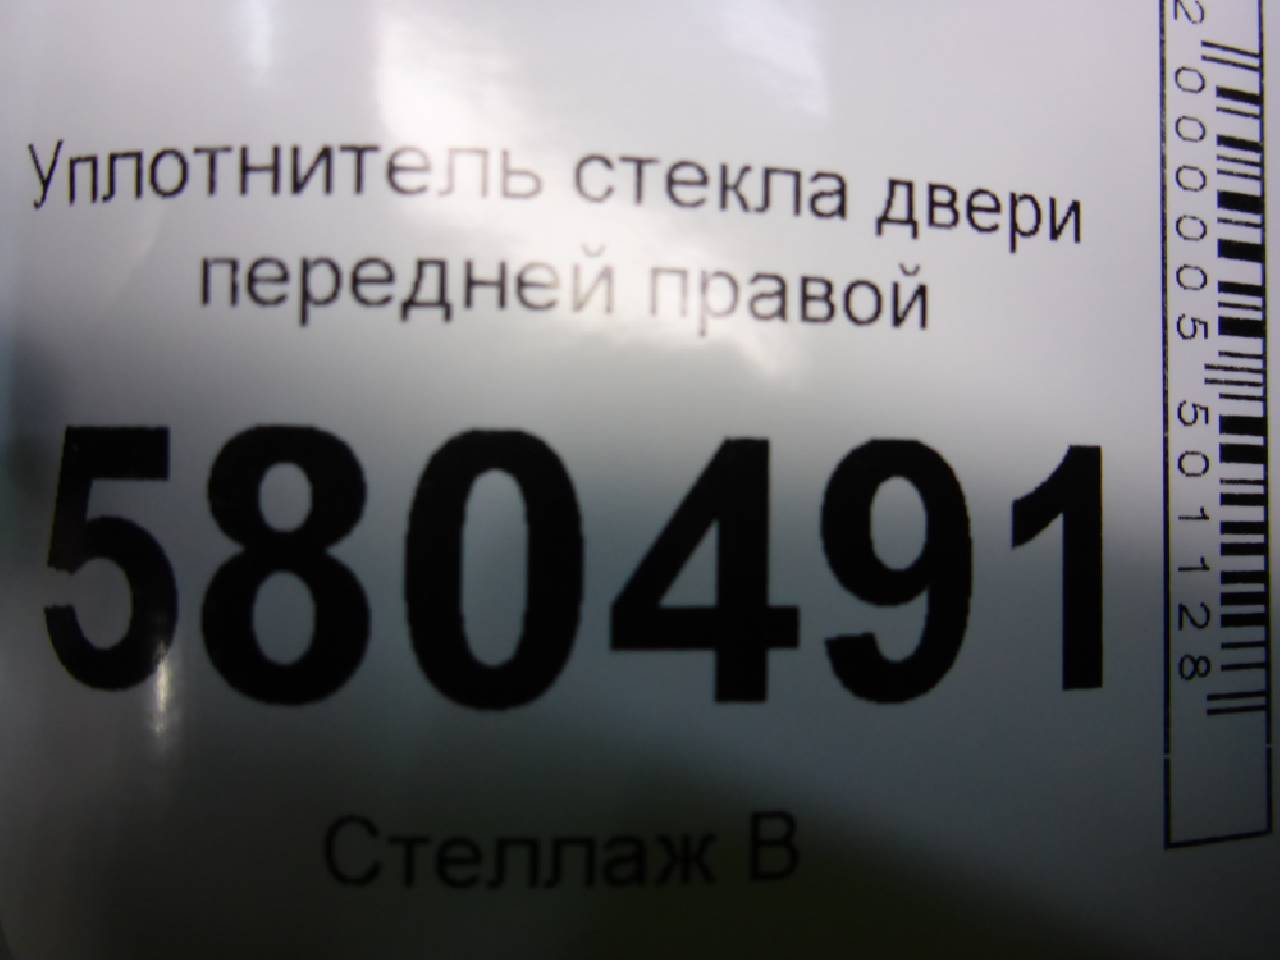 Уплотнитель стекла двери
передней правой
580491
Стеллаж В
2000005501128